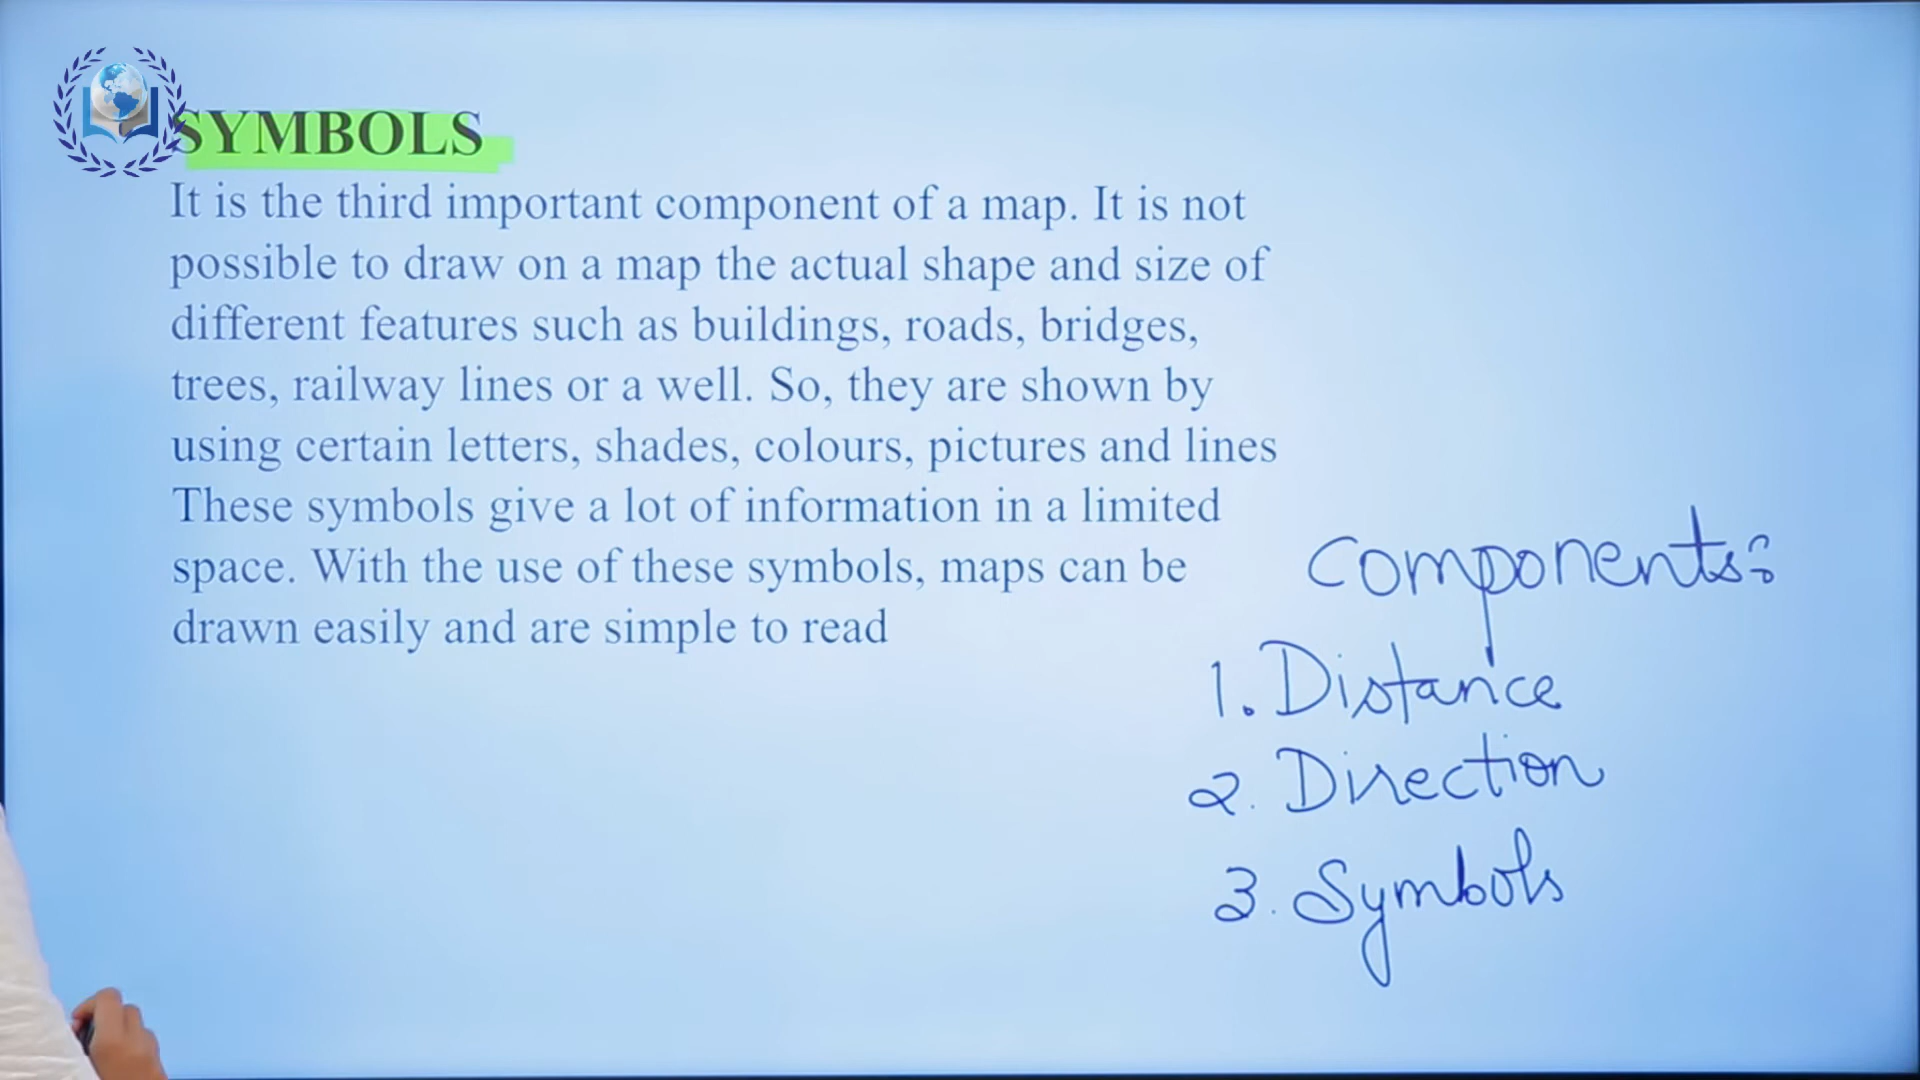 SYMBOLS
It is the third important component of a map. It is not
possible to draw on a map the actual shape and size of
different features such as buildings, roads, bridges,
trees, railway lines or a well. So, they are shown by
using certain letters, shades, colours, pictures and lines
These symbols give a lot of information in a limited
space. With the use of these symbols, maps can be
drawn easily and are simple to read
Components:
1. Distance
2. Direction
3. Symbols